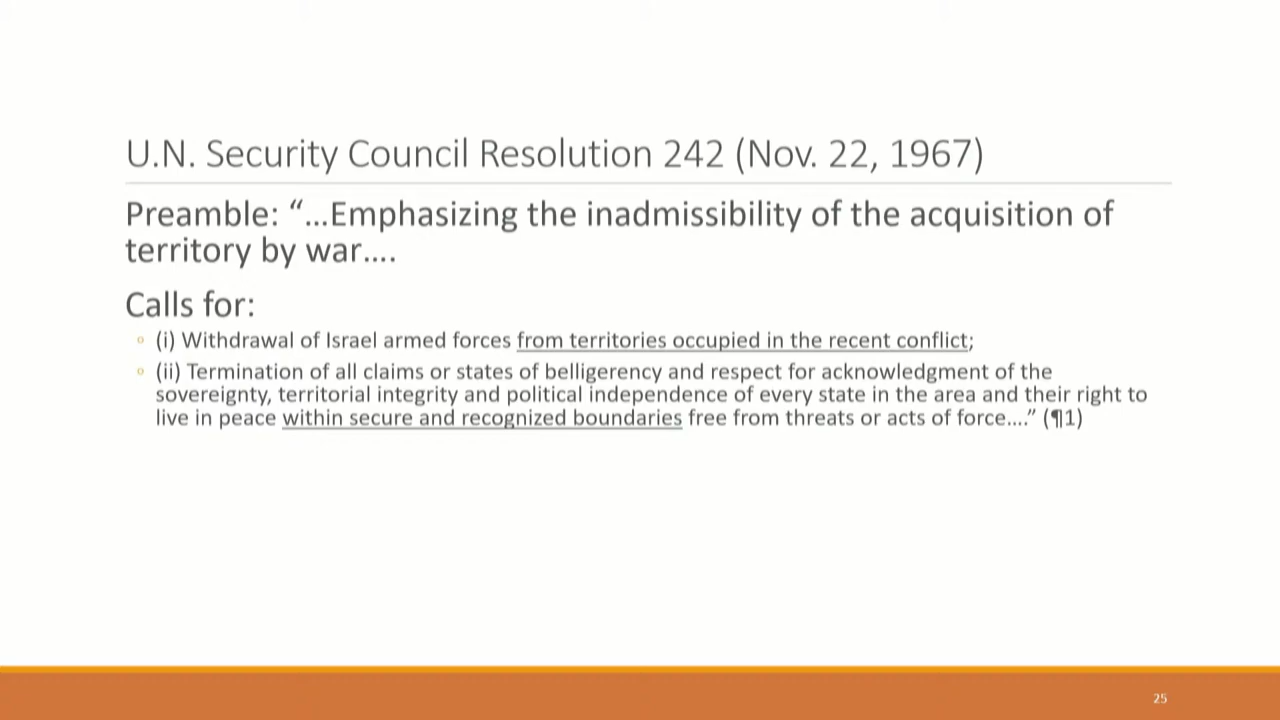 U.N. Security Council Resolution 242 (Nov. 22, 1967)
Preamble: “…Emphasizing the inadmissibility of the acquisition of
territory by war….
Calls for:
◦ (i) Withdrawal of Israel armed forces from territories occupied in the recent conflict;
◦ (ii) Termination of all claims or states of belligerency and respect for acknowledgment of the
sovereignty, territorial integrity and political independence of every state in the area and their right to
live in peace within secure and recognized boundaries free from threats or acts of force….” (¶1)
25